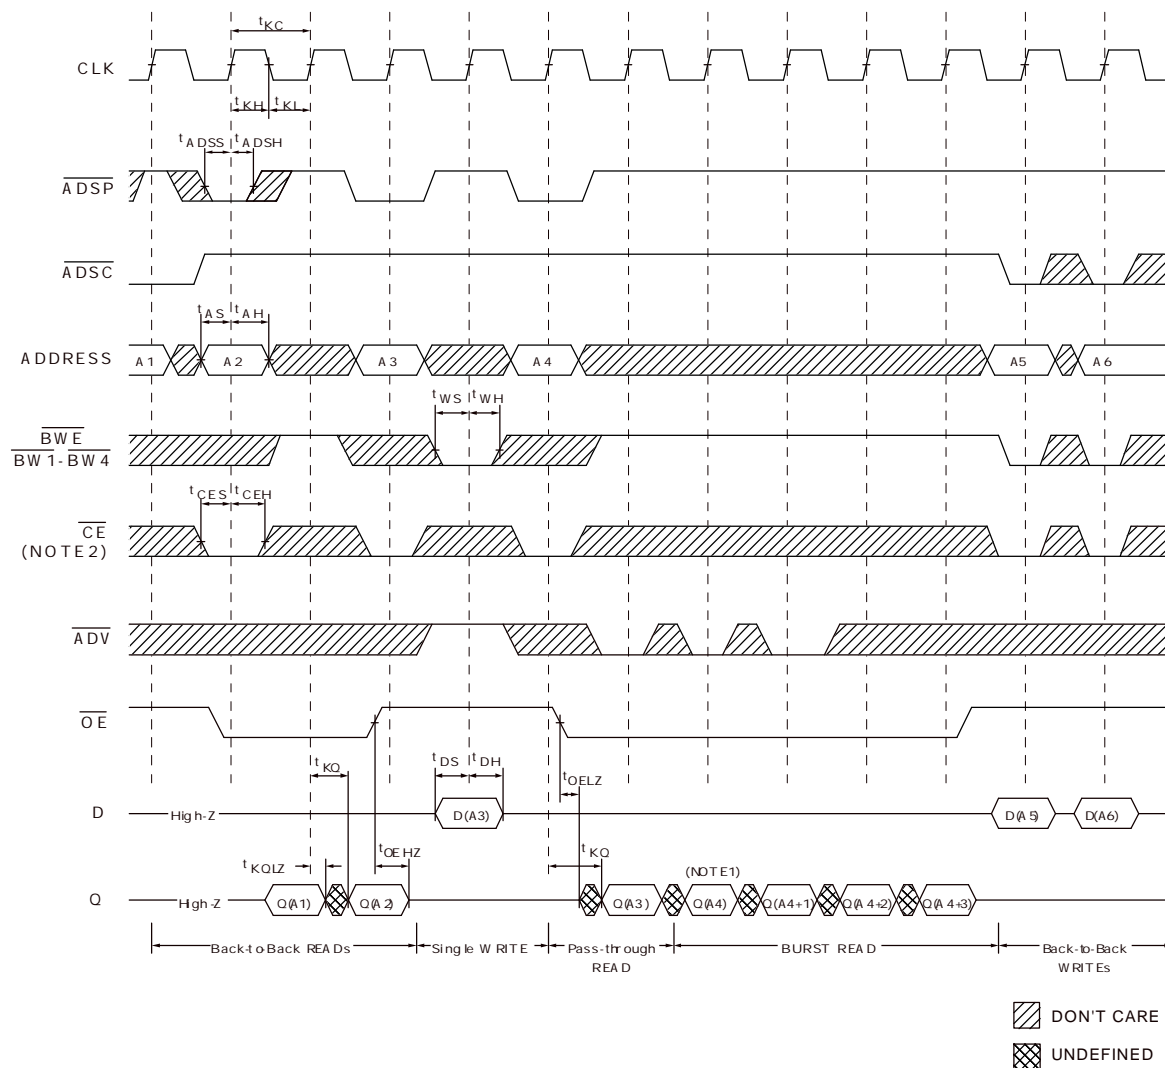 tKC
CLK
tKH tKL
tADSS tADSH
ADSP
ADSC
tAS tAH
ADDRESS A1 A2 A3 A4 A5 A6
tWS tWH
BWE
BW1-BW4
tCES tCEH
CE
(NOTE2)
ADV
OE
tKQ tDS tDH
tOELZ
D High-Z D(A3) D(A5) D(A6)
tKQLZ tOEHZ tKQ
(NOTE1)
Q High-Z Q(A1) Q(A2) Q(A3) Q(A4) Q(A4+1) Q(A4+2) Q(A4+3)
Back-to-Back READs Single WRITE Pass-through BURST READ Back-to-Back
READ WRITEs
DON'T CARE
UNDEFINED